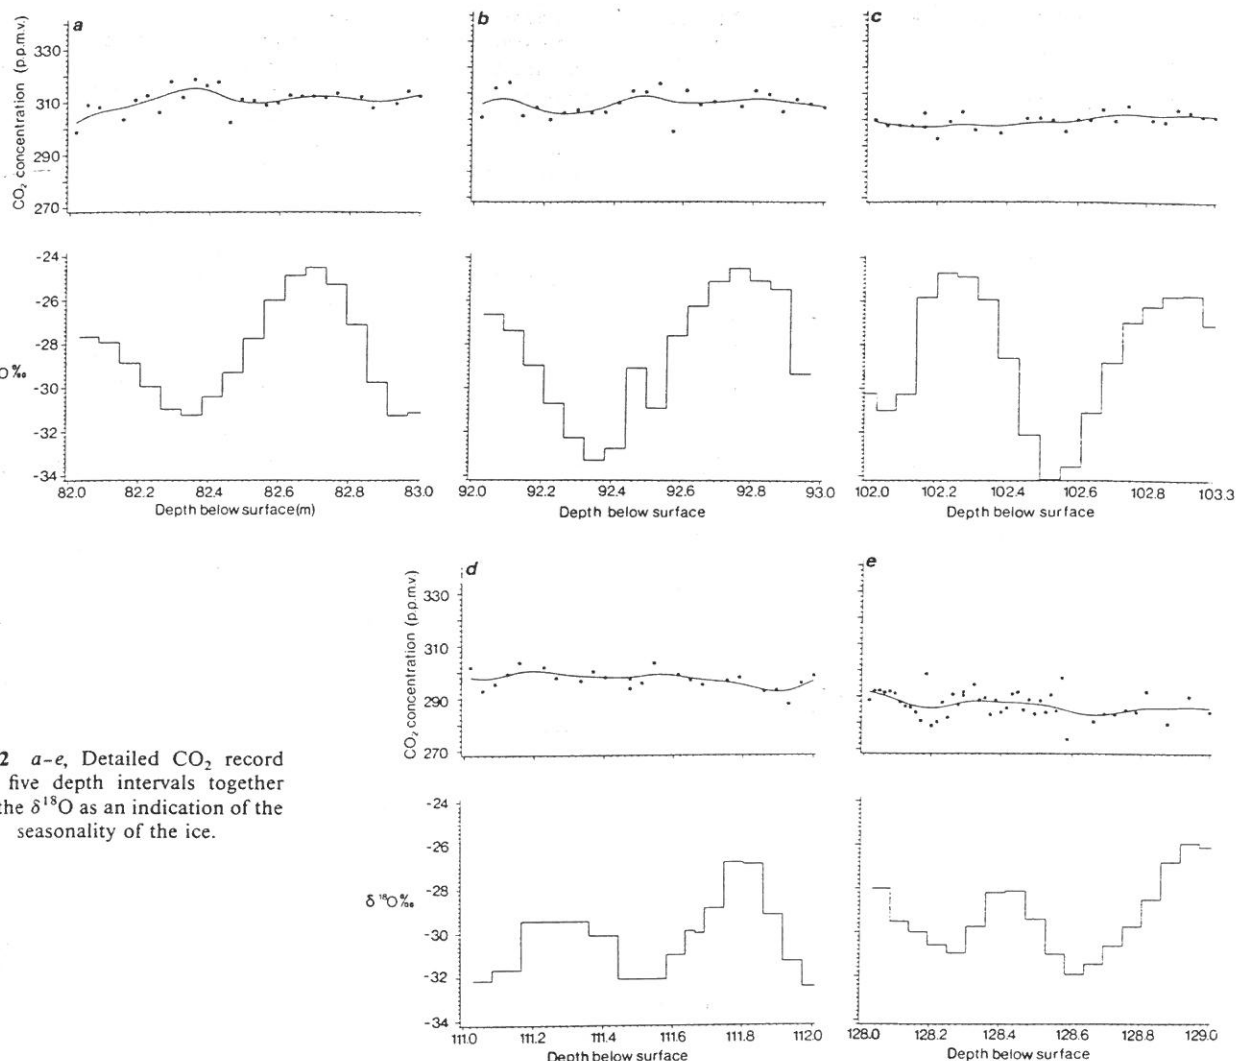 a
CO₂ concentration (p.p.m.v.)
330
310
290
270
b
c
-24
-26
-28
-30
-32
-34
O‰
82.0 82.2 82.4 82.6 82.8 83.0
Depth below surface(m)
92.0 92.2 92.4 92.6 92.8 93.0
Depth below surface
102.0 102.2 102.4 102.6 102.8 103.3
Depth below surface
d
CO₂ concentration (p.p.m.v.)
330
310
290
270
e
2 a–e, Detailed CO₂ record
five depth intervals together
the δ¹⁸O as an indication of the
seasonality of the ice.
-24
-26
-28
-30
-32
-34
δ ¹⁸O‰
111.0 111.2 111.4 111.6 111.8 112.0
Depth below surface
128.0 128.2 128.4 128.6 128.8 129.0
Depth below surface